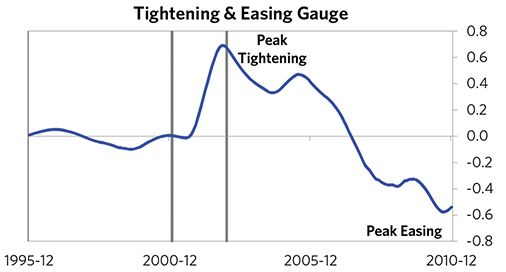 Tightening & Easing Gauge
0.8
Peak
Tightening
0.6
0.4
0.2
0.0
-0.2
-0.4
-0.6
Peak Easing
-0.8
1995-12 2000-12 2005-12 2010-12